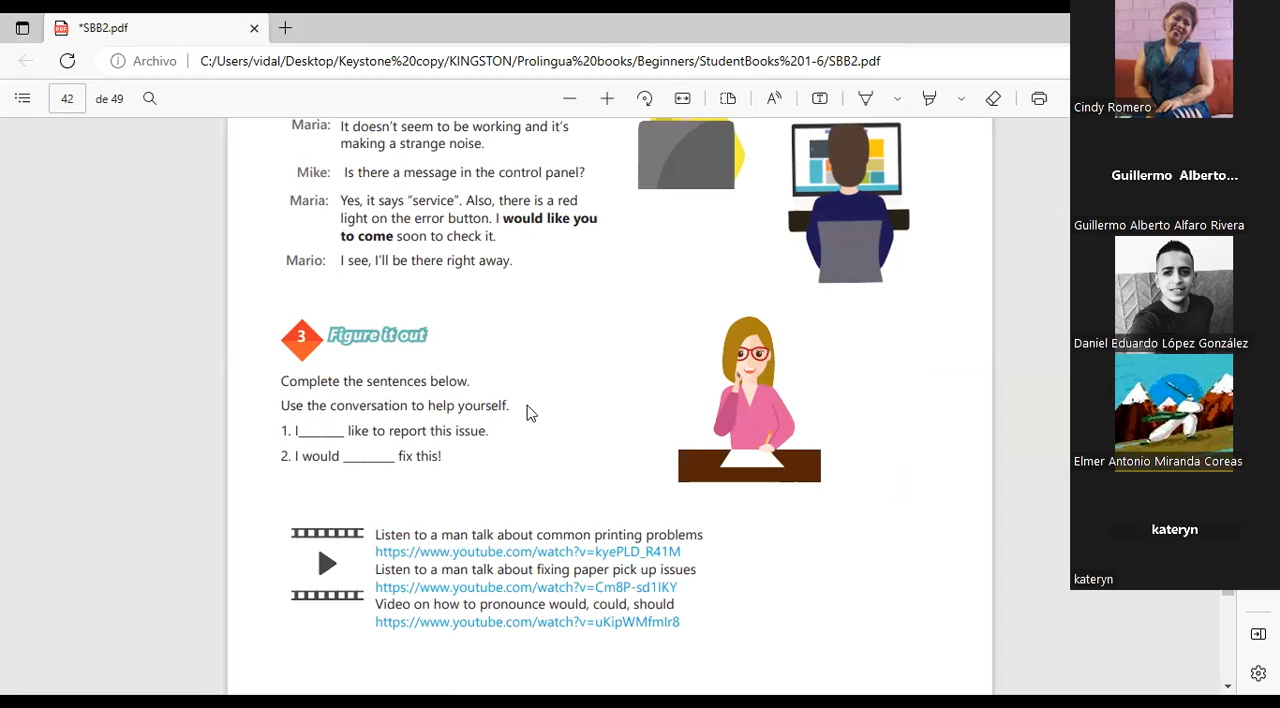 *SBB2.pdf
Archivo
C:/Users/vidal/Desktop/Keystone%20copy/KINGSTON/Prolingua%20books/Beginners/StudentBooks%201-6/SBB2.pdf
42 de 49
Maria: It doesn't seem to be working and it's
making a strange noise.
Mike: Is there a message in the control panel?
Maria: Yes, it says "service". Also, there is a red
light on the error button. I would like you
to come soon to check it.
Mario: I see, I'll be there right away.
3 Figure it out
Complete the sentences below.
Use the conversation to help yourself.
1. I_______ like to report this issue.
2. I would ________ fix this!
Listen to a man talk about common printing problems
https://www.youtube.com/watch?v=kyePLD_R41M
Listen to a man talk about fixing paper pick up issues
https://www.youtube.com/watch?v=Cm8P-sd1lKY
Video on how to pronounce would, could, should
https://www.youtube.com/watch?v=uKipWMfmIr8
Cindy Romero
Guillermo Alberto...
Guillermo Alberto Alfaro Rivera
Daniel Eduardo López González
Elmer Antonio Miranda Coreas
kateryn
kateryn